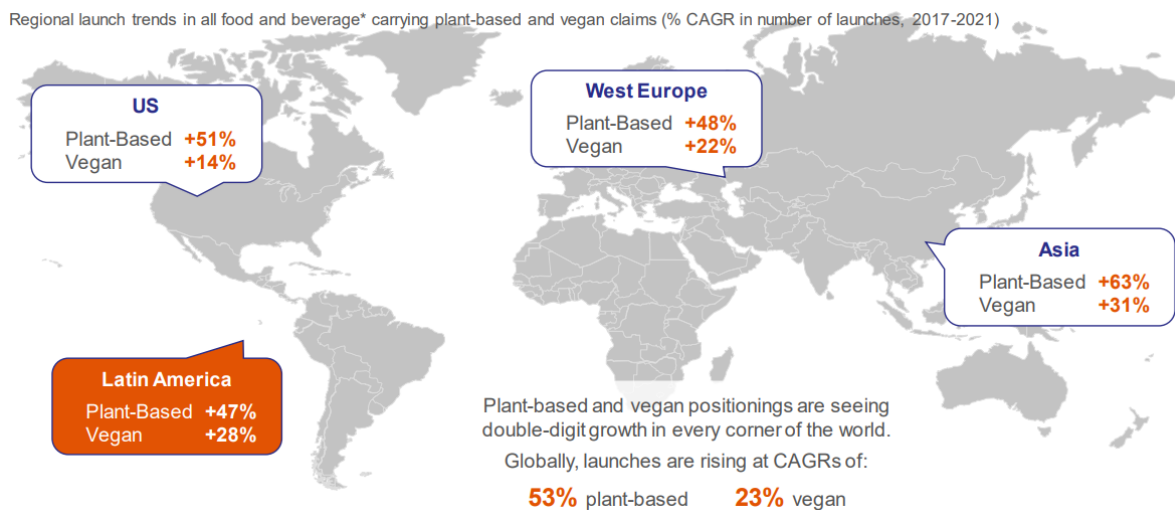 Regional launch trends in all food and beverage* carrying plant-based and vegan claims (% CAGR in number of launches, 2017-2021)
US
Plant-Based +51%
Vegan +14%
West Europe
Plant-Based +48%
Vegan +22%
Asia
Plant-Based +63%
Vegan +31%
Latin America
Plant-Based +47%
Vegan +28%
Plant-based and vegan positionings are seeing
double-digit growth in every corner of the world.
Globally, launches are rising at CAGRs of:
53% plant-based 23% vegan